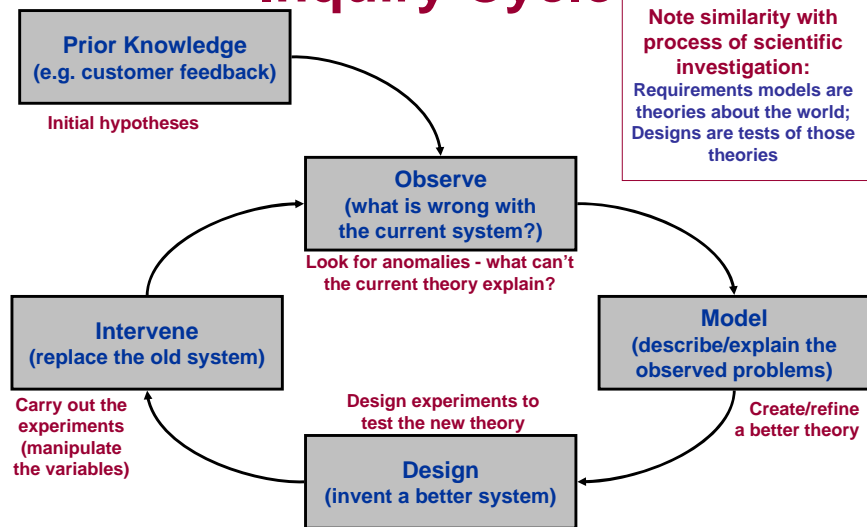 Inquiry Cycle
Note similarity with
process of scientific
investigation:
Requirements models are
theories about the world;
Designs are tests of those
theories
Prior Knowledge
(e.g. customer feedback)
Initial hypotheses
Observe
(what is wrong with
the current system?)
Look for anomalies - what can't
the current theory explain?
Intervene
(replace the old system)
Model
(describe/explain the
observed problems)
Carry out the
experiments
(manipulate
the variables)
Design experiments to
test the new theory
Create/refine
a better theory
Design
(invent a better system)